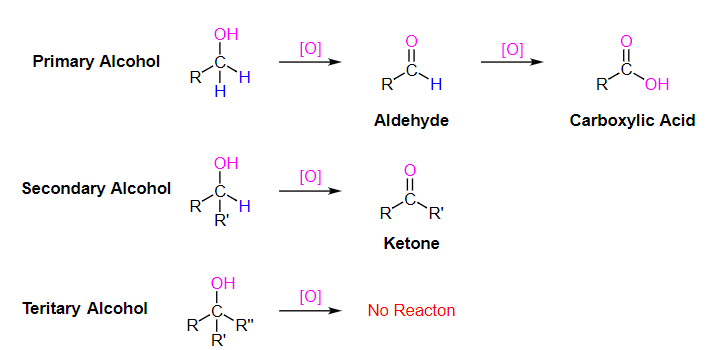 OH
Primary Alcohol
R
C
H
H
[O]
O
R
C
H
Aldehyde
[O]
O
R
C
OH
Carboxylic Acid
OH
Secondary Alcohol
R
C
H
R'
[O]
O
R
C
R'
Ketone
OH
Teritary Alcohol
R
C
R"
R'
[O]
No Reacton